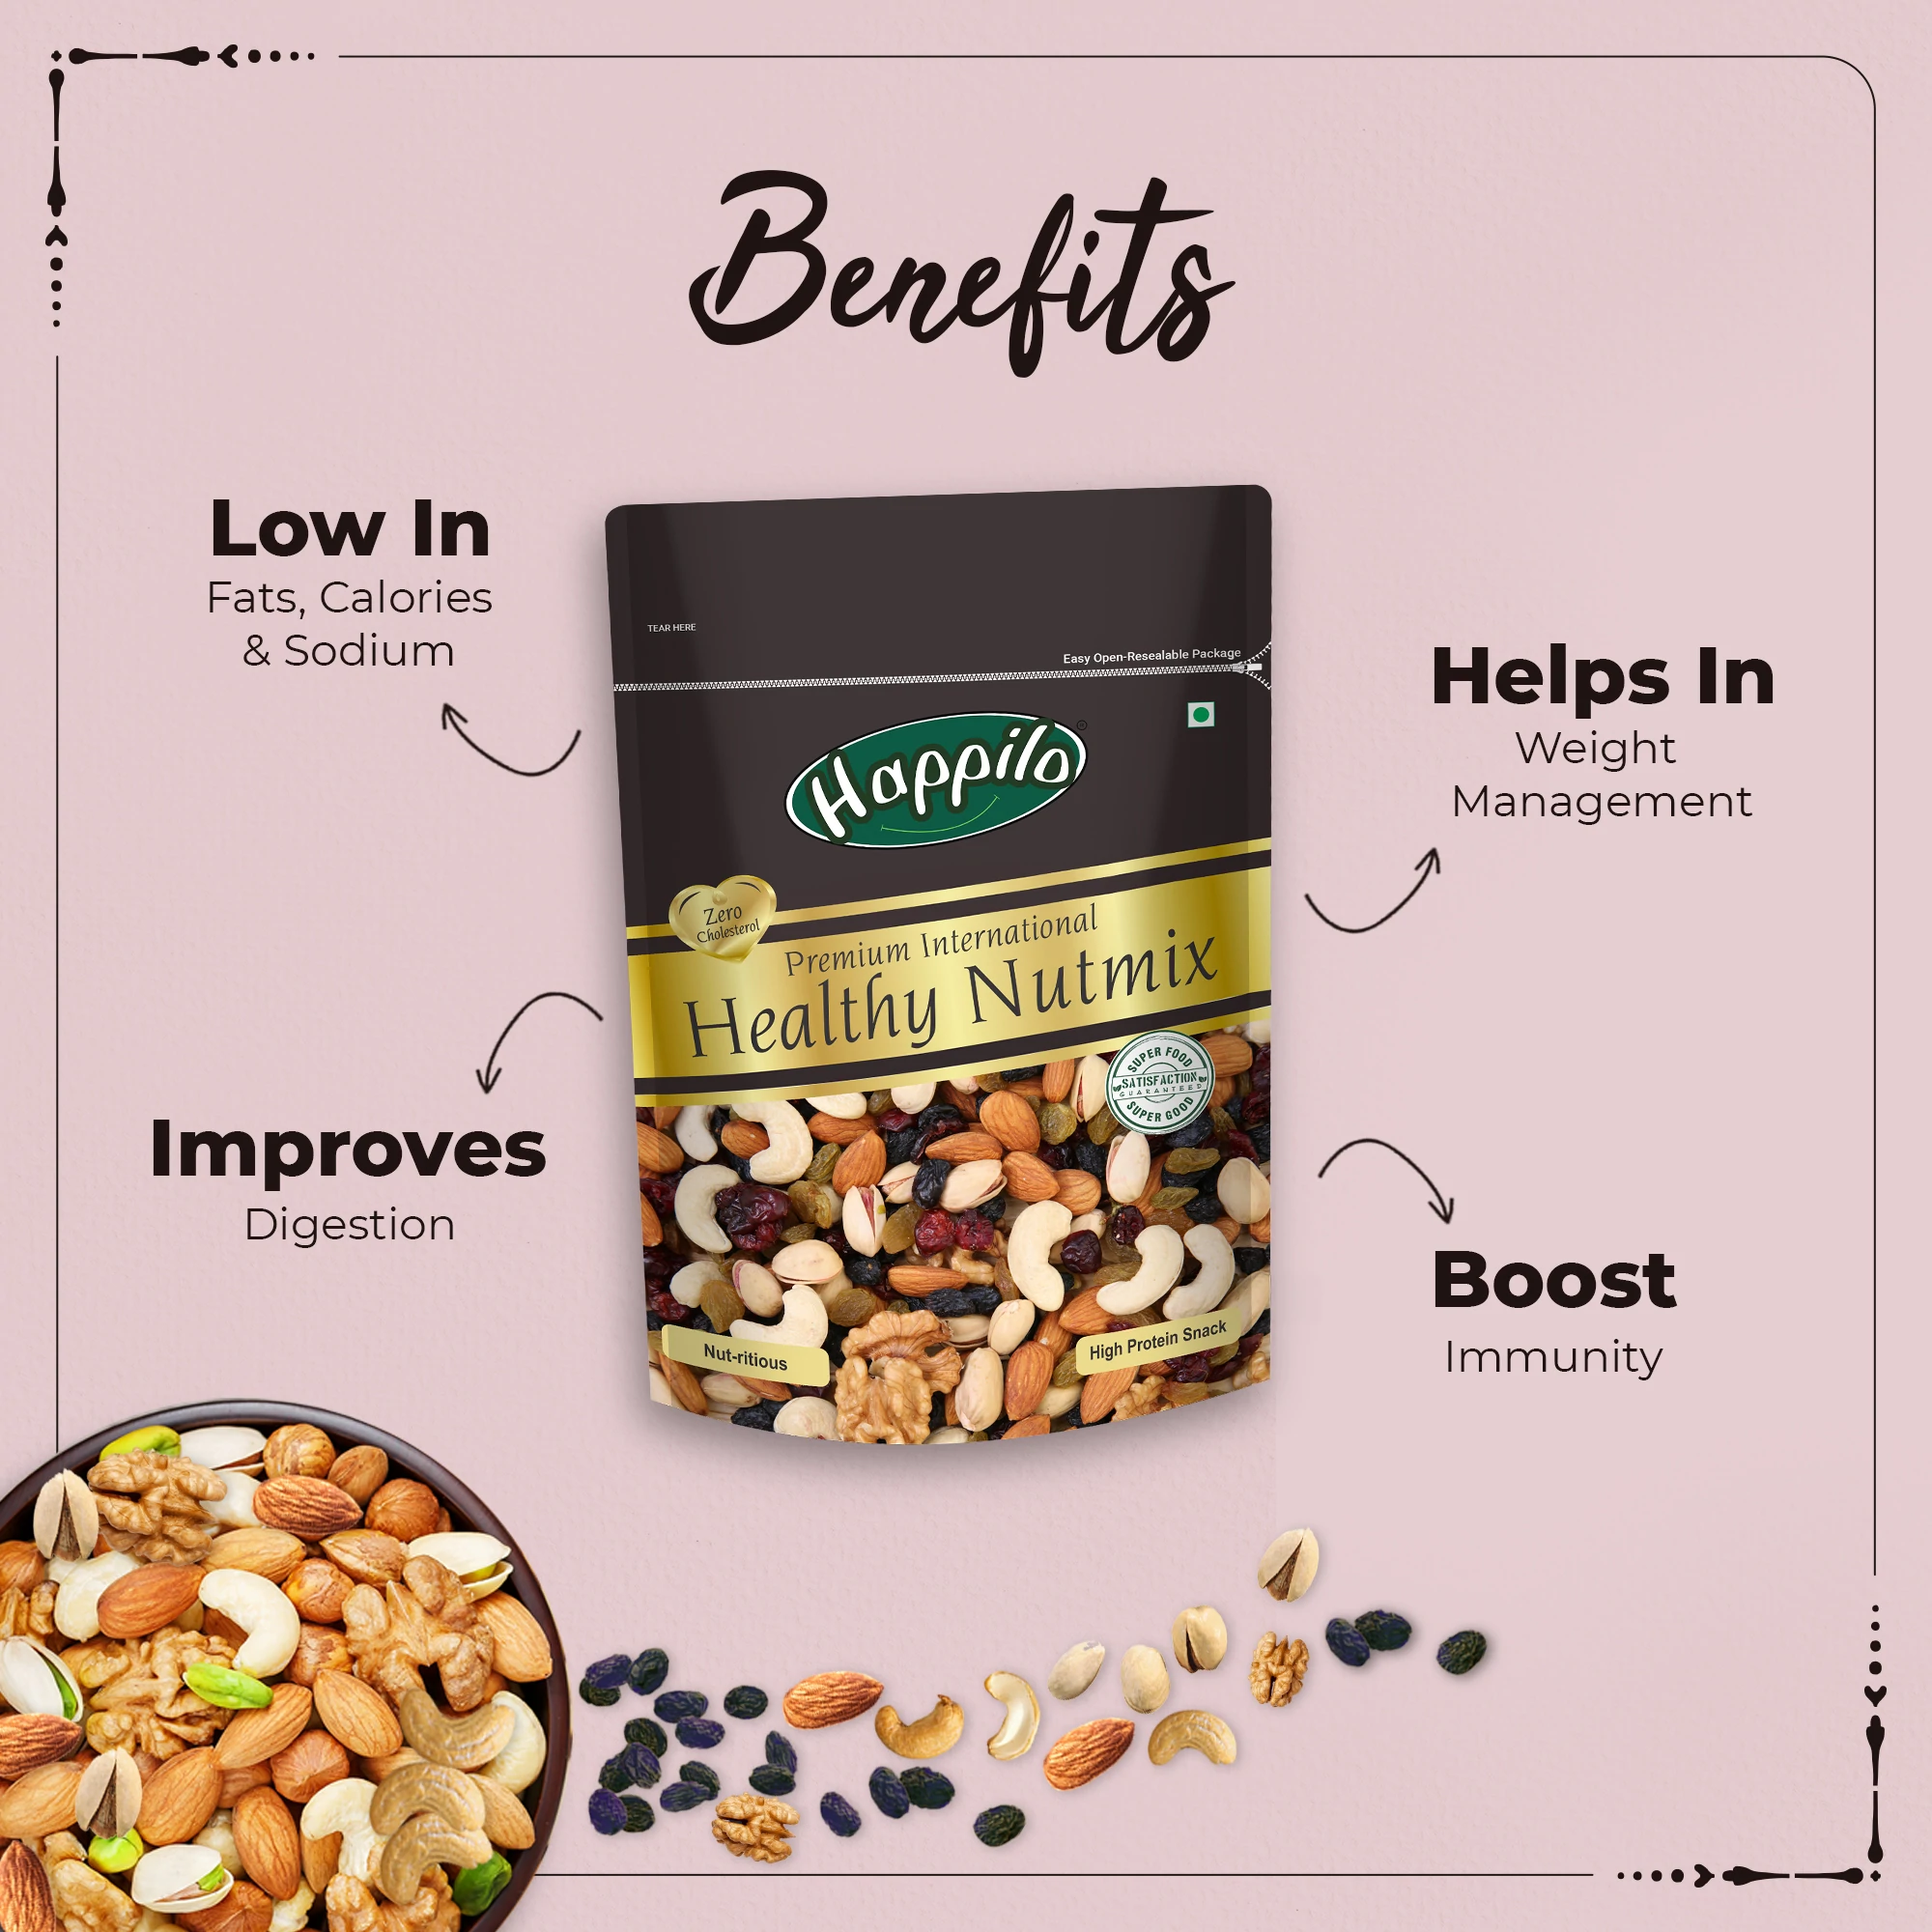 Benefits
Low In
Fats, Calories
& Sodium
Helps In
Weight
Management
Improves
Digestion
Boost
Immunity
TEAR HERE
Easy Open-Resealable Package
Happilo®
Zero
Cholesterol
Premium International
Healthy Nutmix
SUPER FOOD
SATISFACTION
GUARANTEED
SUPER GOOD
Nut-ritious
High Protein Snack